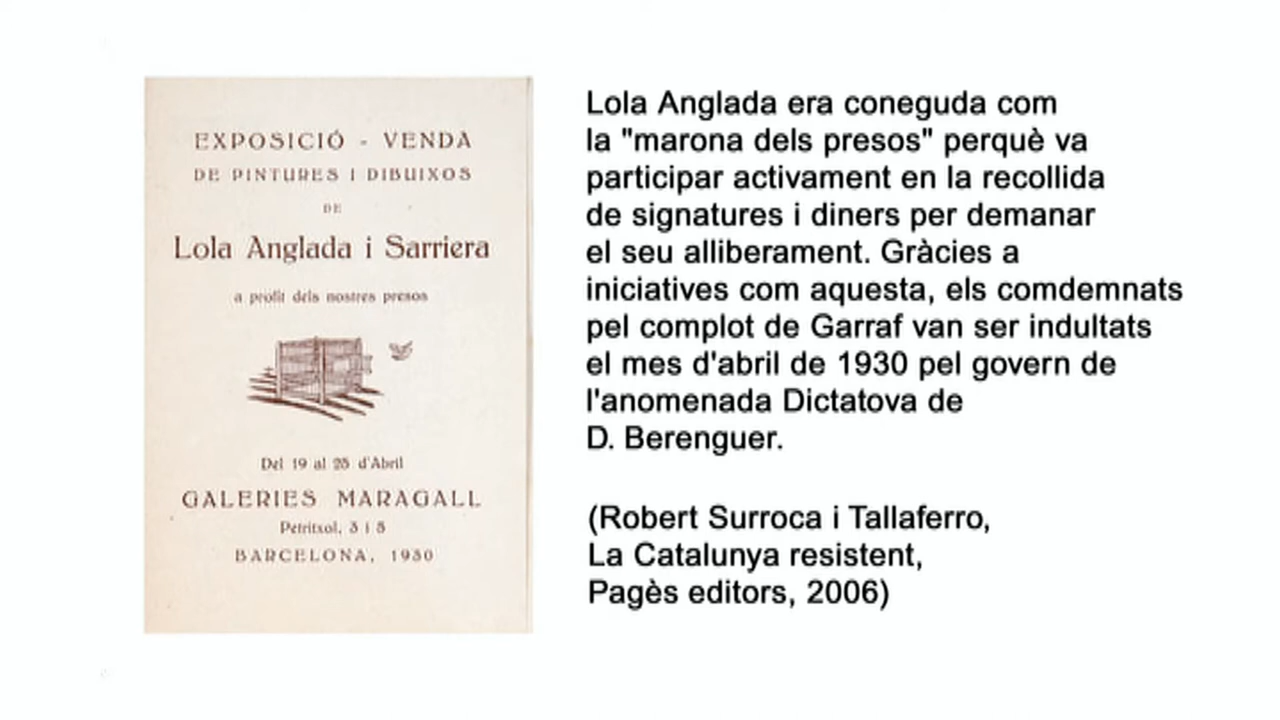 EXPOSICIÓ - VENDA
DE PINTURES I DIBUIXOS
DE
Lola Anglada i Sarriera
a profit dels nostres presos
Del 19 al 25 d'Abril
GALERIES MARAGALL
Petritxol, 3 i 5
BARCELONA, 1930
Lola Anglada era coneguda com
la "marona dels presos" perquè va
participar activament en la recollida
de signatures i diners per demanar
el seu alliberament. Gràcies a
iniciatives com aquesta, els comdemnats
pel complot de Garraf van ser indultats
el mes d'abril de 1930 pel govern de
l'anomenada Dictatova de
D. Berenguer.
(Robert Surroca i Tallaferro,
La Catalunya resistent,
Pagès editors, 2006)